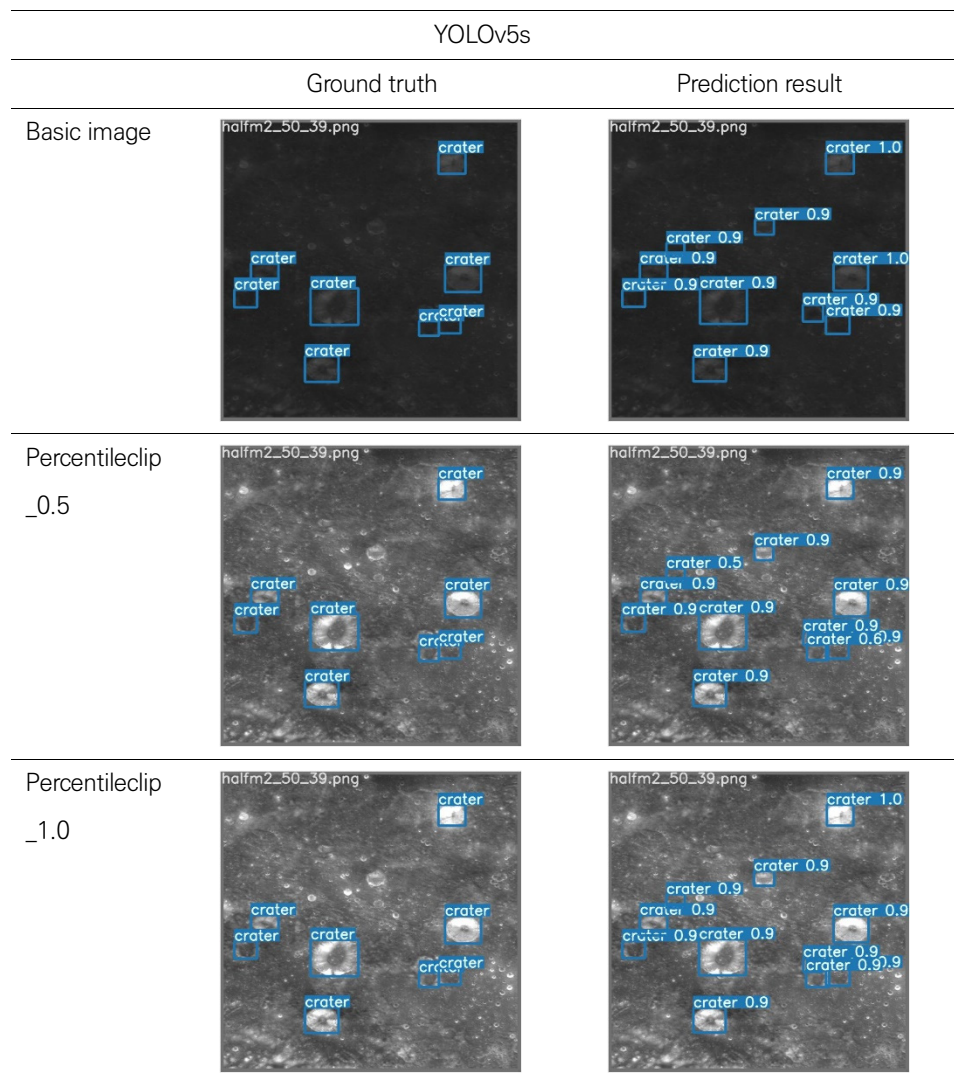 YOLOv5s
Ground truth Prediction result
Basic image
halfm2_50_39.png
crater
crater
crater
crater
crater
crater
crater
halfm2_50_39.png
crater 1.0
crater 0.9
crater 0.9
crater 0.9
crater 1.0
crater 0.9
crater 0.9
crater 0.9
crater 0.9
crater 0.9
Percentileclip
_0.5
halfm2_50_39.png
crater
crater
crater
crater
crater
crater
crater
halfm2_50_39.png
crater 0.9
crater 0.9
crater 0.5
crater 0.9
crater 0.9
crater 0.9
crater 0.9
crater 0.9
crater 0.6
crater 0.9
Percentileclip
_1.0
halfm2_50_39.png
crater
crater
crater
crater
crater
crater
crater
halfm2_50_39.png
crater 1.0
crater 0.9
crater 0.9
crater 0.9
crater 0.9
crater 0.9
crater 0.9
crater 0.9
crater 0.9
crater 0.9